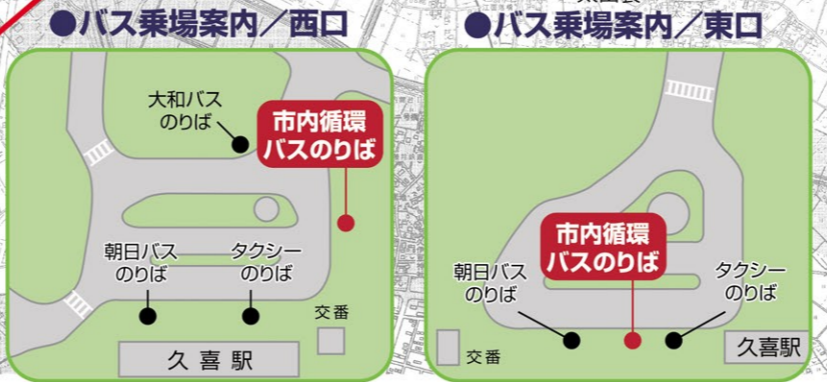 ●バス乗場案内／西口
大和バス
のりば
市内循環
バスのりば
朝日バス
のりば
タクシー
のりば
交番
久喜駅
●バス乗場案内／東口
市内循環
バスのりば
朝日バス
のりば
タクシー
のりば
交番
久喜駅